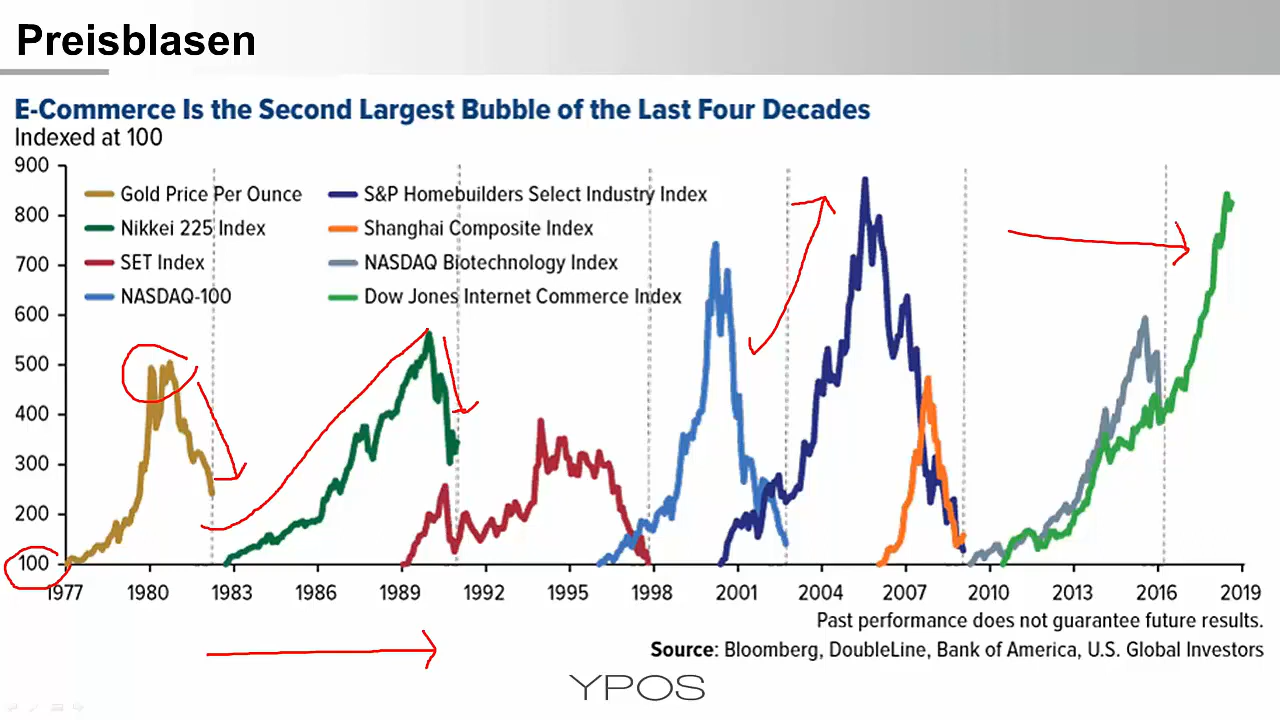 Preisblasen
E-Commerce Is the Second Largest Bubble of the Last Four Decades
Indexed at 100
900
800
700
600
500
400
300
200
100
Gold Price Per Ounce
Nikkei 225 Index
SET Index
NASDAQ-100
S&P Homebuilders Select Industry Index
Shanghai Composite Index
NASDAQ Biotechnology Index
Dow Jones Internet Commerce Index
1977 1980 1983 1986 1989 1992 1995 1998 2001 2004 2007 2010 2013 2016 2019
Past performance does not guarantee future results.
Source: Bloomberg, DoubleLine, Bank of America, U.S. Global Investors
YPOS